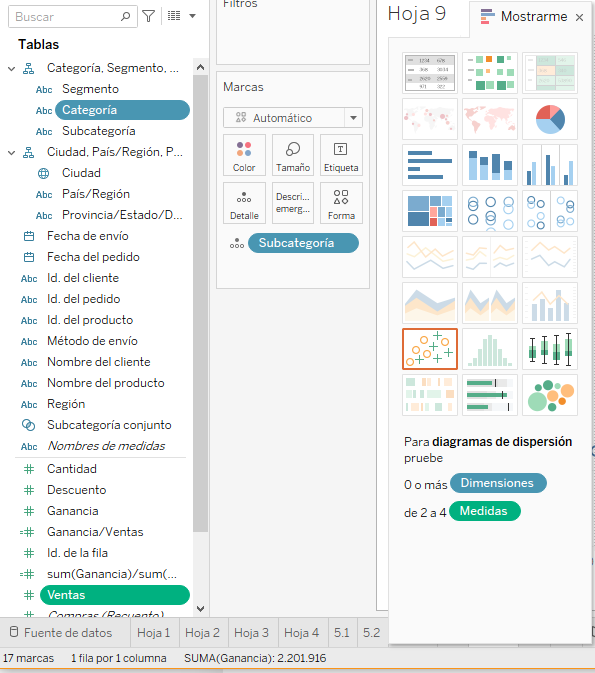 Buscar
Tablas
Categoría, Segmento, ...
Abc Segmento
Abc Categoría
Abc Subcategoría
Ciudad, País/Región, P...
Ciudad
Abc País/Región
Abc Provincia/Estado/D...
Fecha de envío
Fecha del pedido
Abc Id. del cliente
Abc Id. del pedido
Abc Id. del producto
Abc Método de envío
Abc Nombre del cliente
Abc Nombre del producto
Abc Región
Subcategoría conjunto
Abc Nombres de medidas
Cantidad
Descuento
Ganancia
Ganancia/Ventas
Id. de la fila
sum(Ganancia)/sum(...
Ventas
Compras (Recuento)
Filtros
Marcas
Automático
Color
Tamaño
Etiqueta
Detalle
Descri...
emerg...
Forma
Subcategoría
Hoja 9
Mostrarme
Para diagramas de dispersión
pruebe
0 o más Dimensiones
de 2 a 4 Medidas
Fuente de datos
Hoja 1
Hoja 2
Hoja 3
Hoja 4
5.1
5.2
17 marcas
1 fila por 1 columna
SUMA(Ganancia): 2.201.916